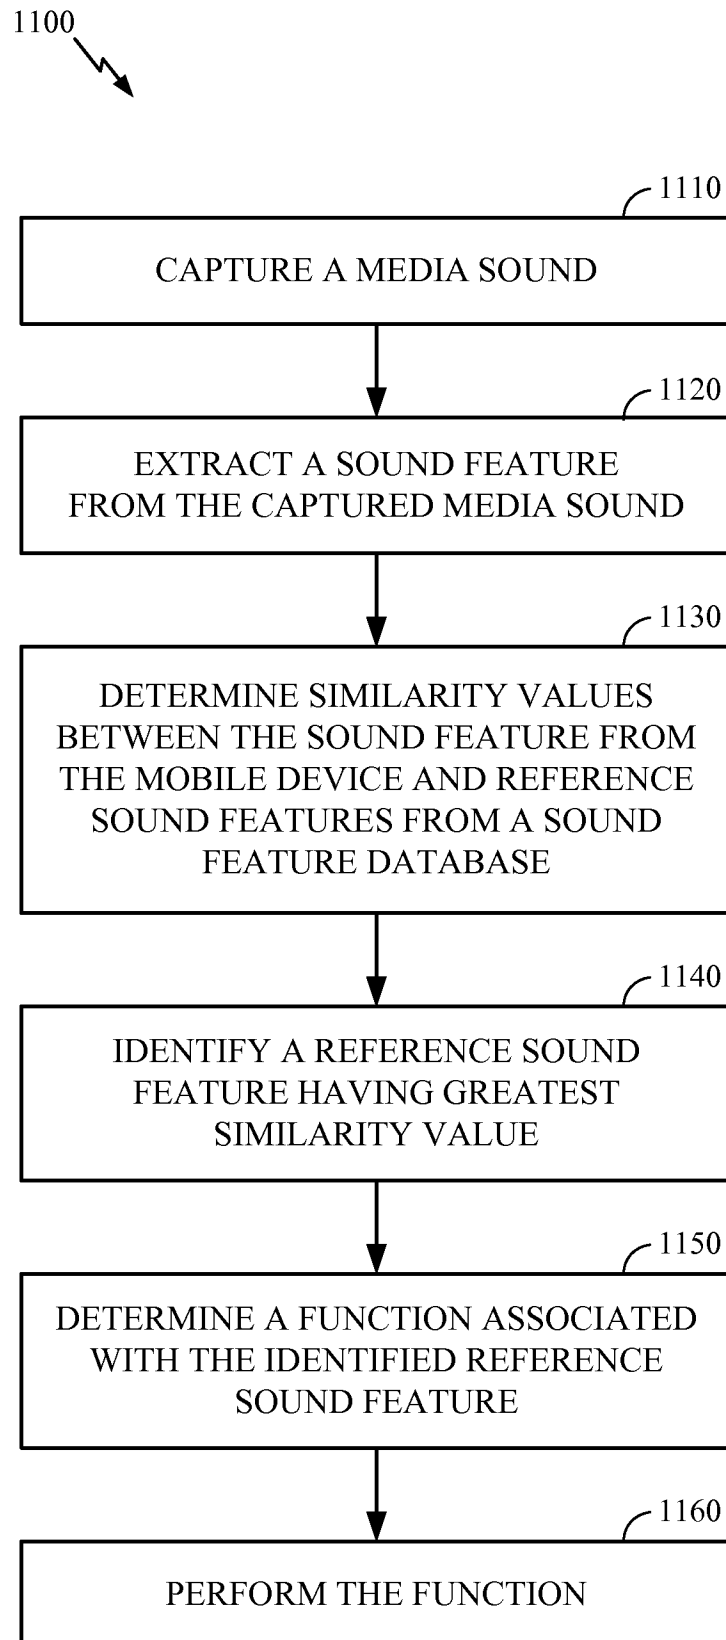 1100
1110
CAPTURE A MEDIA SOUND
1120
EXTRACT A SOUND FEATURE
FROM THE CAPTURED MEDIA SOUND
1130
DETERMINE SIMILARITY VALUES
BETWEEN THE SOUND FEATURE FROM
THE MOBILE DEVICE AND REFERENCE
SOUND FEATURES FROM A SOUND
FEATURE DATABASE
1140
IDENTIFY A REFERENCE SOUND
FEATURE HAVING GREATEST
SIMILARITY VALUE
1150
DETERMINE A FUNCTION ASSOCIATED
WITH THE IDENTIFIED REFERENCE
SOUND FEATURE
1160
PERFORM THE FUNCTION